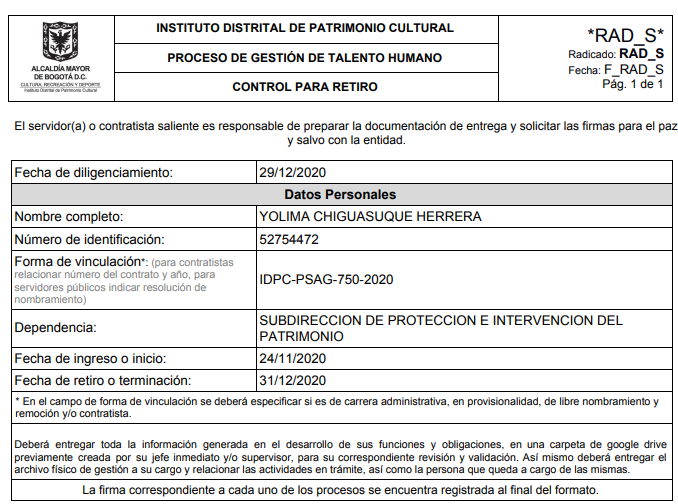 INSTITUTO DISTRITAL DE PATRIMONIO CULTURAL
PROCESO DE GESTIÓN DE TALENTO HUMANO
CONTROL PARA RETIRO
ALCALDÍA MAYOR
DE BOGOTÁ D.C.
CULTURA, RECREACIÓN Y DEPORTE
Instituto Distrital de Patrimonio Cultural
*RAD_S*
Radicado: RAD_S
Fecha: F_RAD_S
Pág. 1 de 1
El servidor(a) o contratista saliente es responsable de preparar la documentación de entrega y solicitar las firmas para el paz
y salvo con la entidad.
Fecha de diligenciamiento: 29/12/2020
Datos Personales
Nombre completo: YOLIMA CHIGUASUQUE HERRERA
Número de identificación: 52754472
Forma de vinculación*: (para contratistas
relacionar número del contrato y año, para
servidores públicos indicar resolución de
nombramiento)
IDPC-PSAG-750-2020
Dependencia:
SUBDIRECCION DE PROTECCION E INTERVENCION DEL
PATRIMONIO
Fecha de ingreso o inicio: 24/11/2020
Fecha de retiro o terminación: 31/12/2020
* En el campo de forma de vinculación se deberá especificar si es de carrera administrativa, en provisionalidad, de libre nombramiento y
remoción y/o contratista.
Deberá entregar toda la información generada en el desarrollo de sus funciones y obligaciones, en una carpeta de google drive
previamente creada por su jefe inmediato y/o supervisor, para su correspondiente revisión y validación. Así mismo deberá entregar el
archivo físico de gestión a su cargo y relacionar las actividades en trámite, así como la persona que queda a cargo de las mismas.
La firma correspondiente a cada uno de los procesos se encuentra registrada al final del formato.